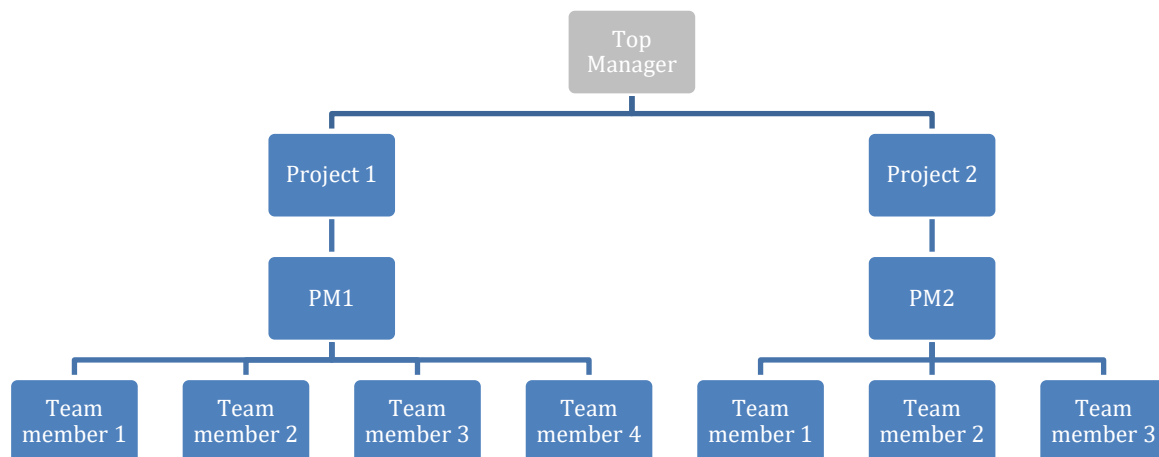 Top
Manager
Project 1
Project 2
PM1
PM2
Team
member 1
Team
member 2
Team
member 3
Team
member 4
Team
member 1
Team
member 2
Team
member 3